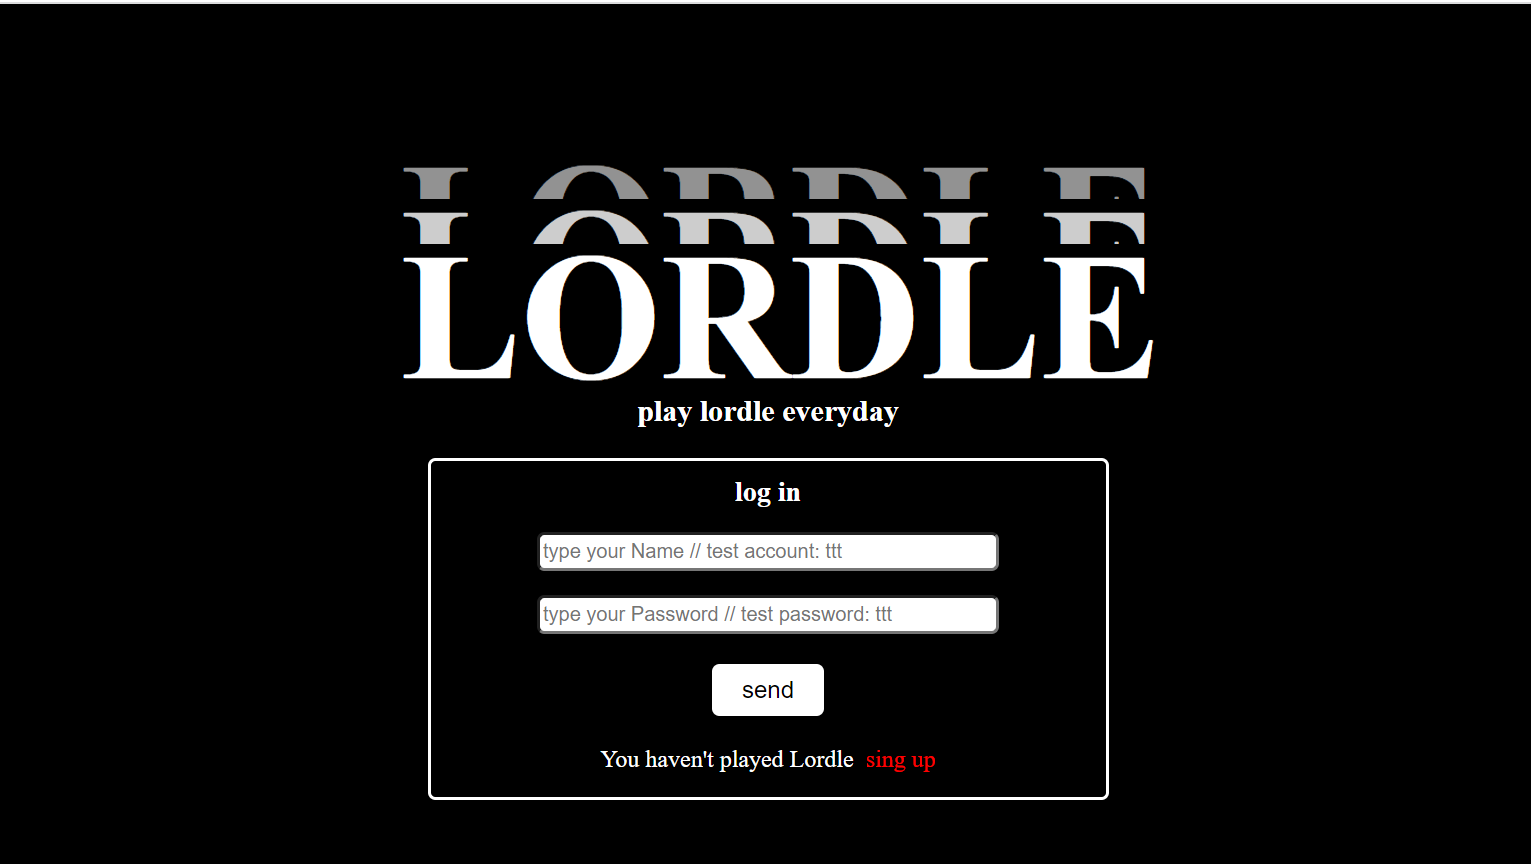 LORDLE
LORDLE
LORDLE
play lordle everyday
log in
type your Name // test account: ttt
type your Password // test password: ttt
send
You haven't played Lordle sing up